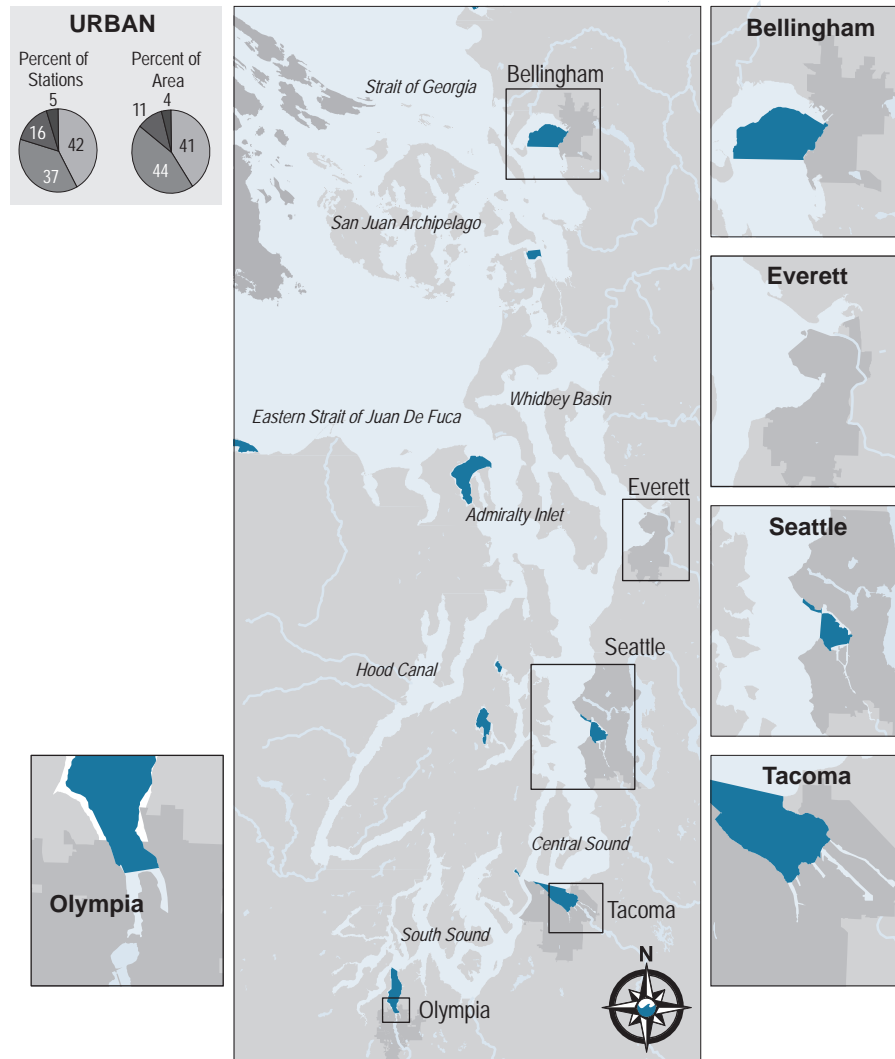 URBAN
Percent of
Stations
Percent of
Area
5
16
42
37
4
11
41
44
Strait of Georgia
Bellingham
San Juan Archipelago
Whidbey Basin
Eastern Strait of Juan De Fuca
Everett
Admiralty Inlet
Seattle
Hood Canal
Central Sound
Tacoma
South Sound
N
Olympia
Bellingham
Everett
Seattle
Tacoma
Olympia